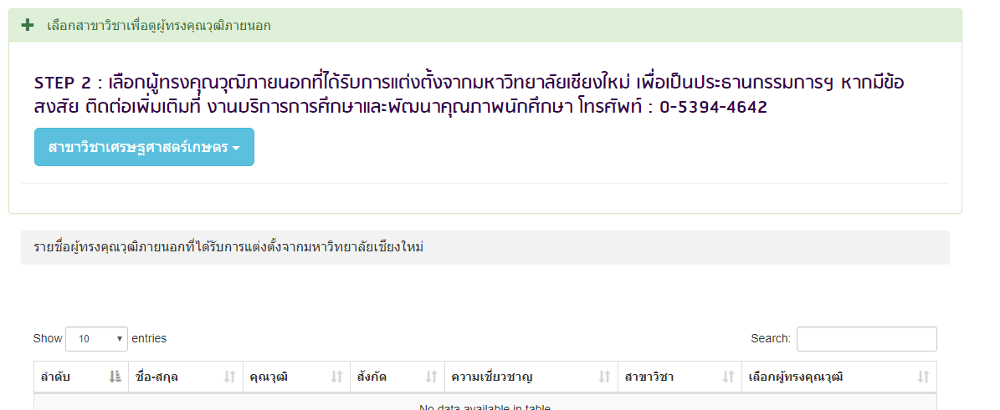 เลือกสาขาวิชาเพื่อดูผู้ทรงคุณวุฒิภายนอก
STEP 2 : เลือกผู้ทรงคุณวุฒิภายนอกที่ได้รับการแต่งตั้งจากมหาวิทยาลัยเชียงใหม่ เพื่อเป็นประธานกรรมการฯ หากมีข้อ
สงสัย ติดต่อเพิ่มเติมที่ งานบริการการศึกษาและพัฒนาคุณภาพนักศึกษา โทรศัพท์ : 0-5394-4642
สาขาวิชาเศรษฐศาสตร์เกษตร
รายชื่อผู้ทรงคุณวุฒิภายนอกที่ได้รับการแต่งตั้งจากมหาวิทยาลัยเชียงใหม่
Show 10 entries Search:
ลำดับ ชื่อ-สกุล คุณวุฒิ สังกัด ความเชี่ยวชาญ สาขาวิชา เลือกผู้ทรงคุณวุฒิ
No data available in table